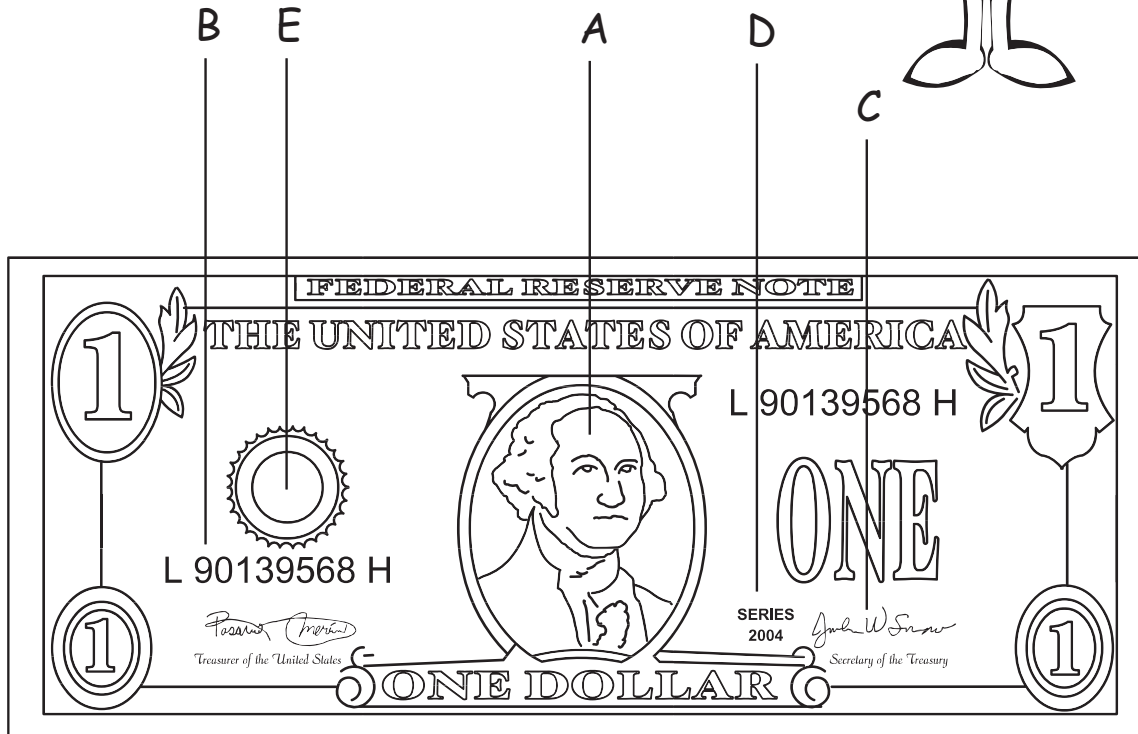 B E A D
C
FEDERAL RESERVE NOTE
THE UNITED STATES OF AMERICA
1 1
L 90139568 H
ONE
L 90139568 H
SERIES
2004
Treasurer of the United States
Secretary of the Treasury
1 1
ONE DOLLAR